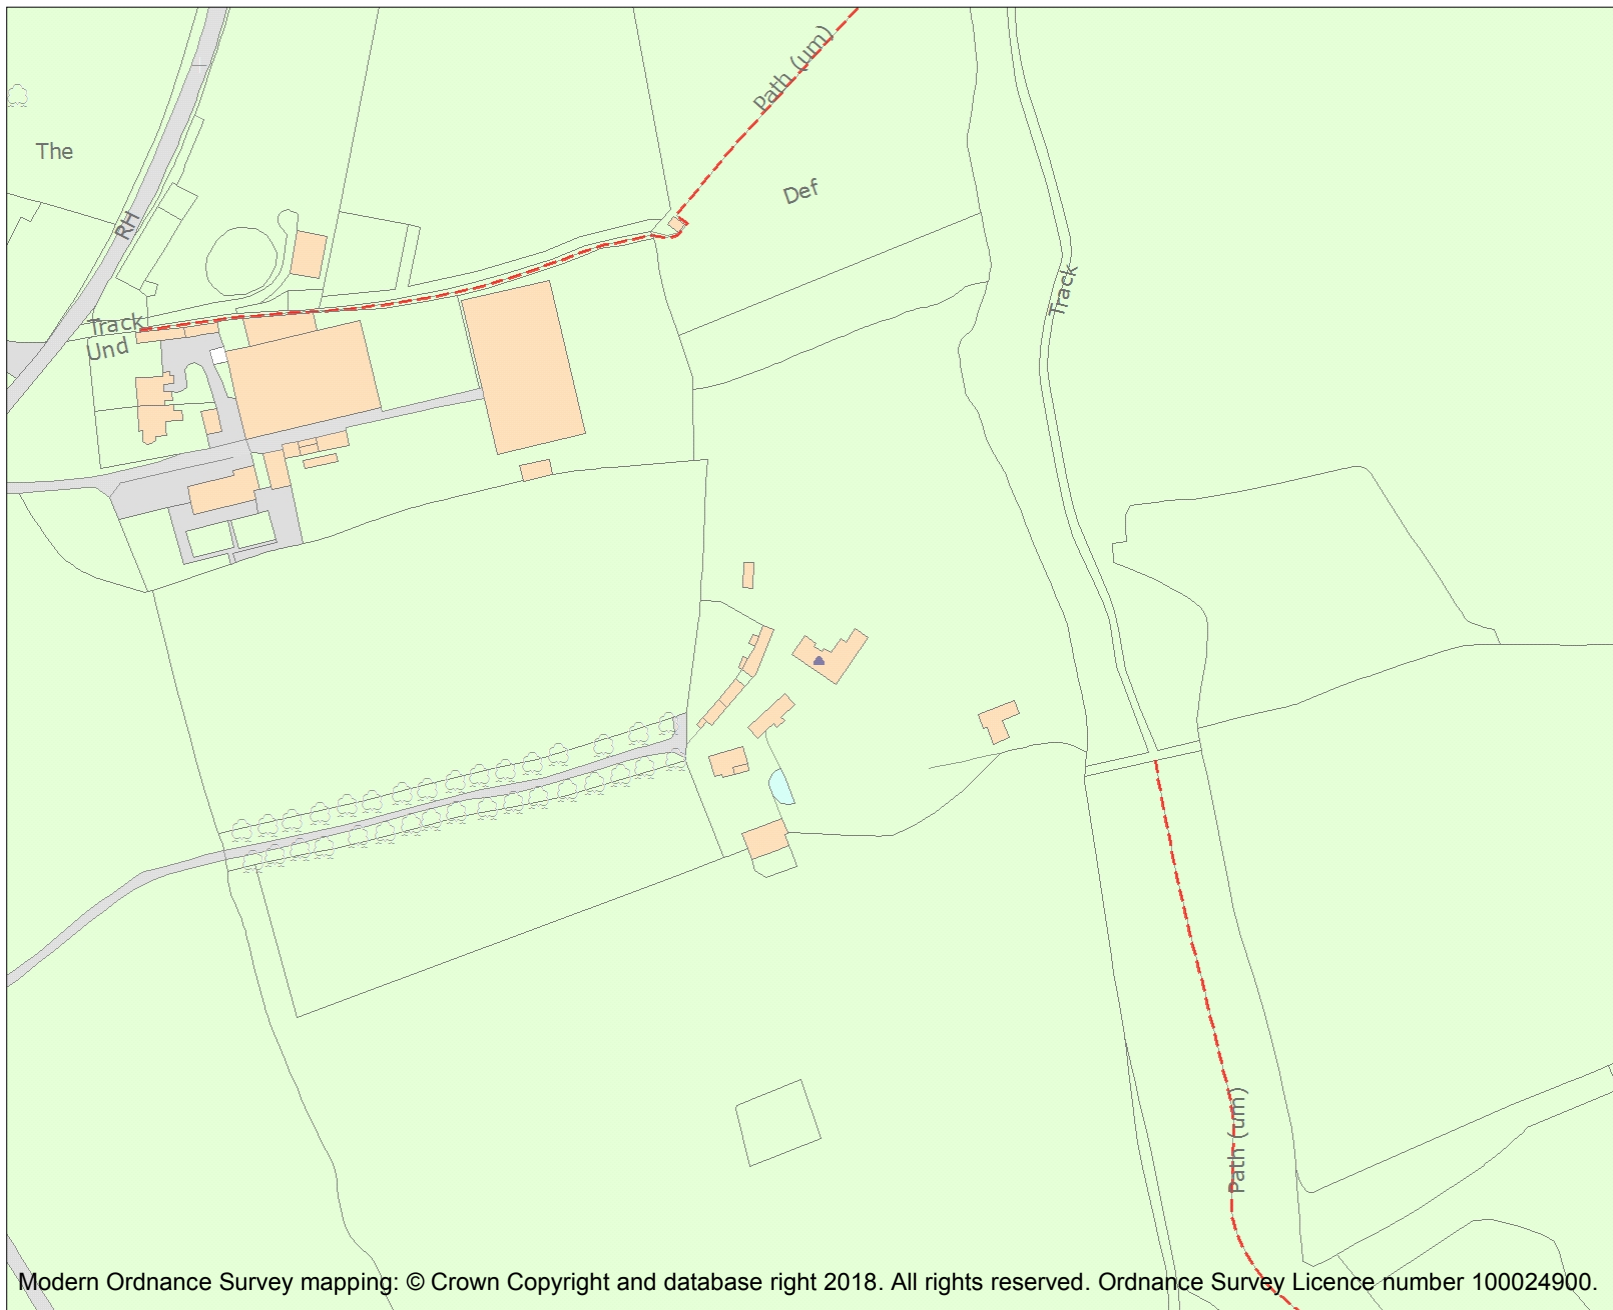 Path (um)
The
Def
RH
Track
Track
Und
Path (um)
Modern Ordnance Survey mapping: © Crown Copyright and database right 2018. All rights reserved. Ordnance Survey Licence number 100024900.